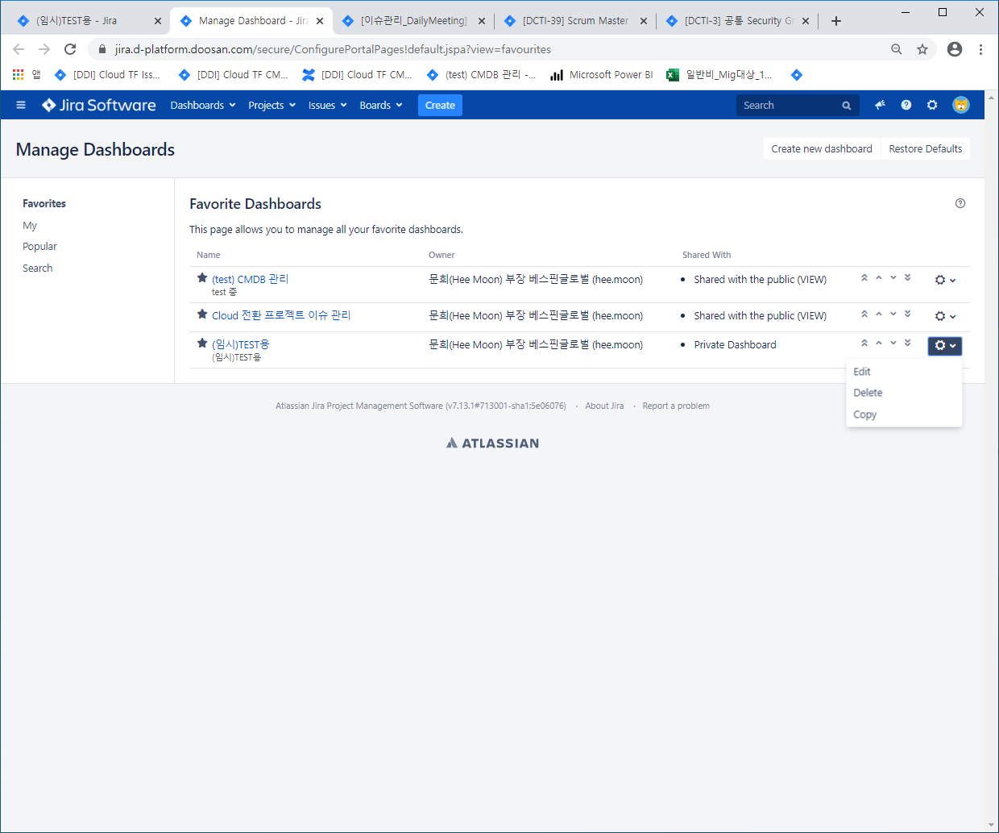 (임시)TEST용 - Jira
Manage Dashboard - Jira
[이슈관리_DailyMeeting]
[DCTI-39] Scrum Master
[DCTI-3] 공통 Security Gr
jira.d-platform.doosan.com/secure/ConfigurePortalPages!default.jspa?view=favourites
앱
[DDI] Cloud TF Iss...
[DDI] Cloud TF CM...
[DDI] Cloud TF CM...
(test) CMDB 관리 -...
Microsoft Power BI
일반비_Mig대상_1...
Jira Software
Dashboards
Projects
Issues
Boards
Create
Search
Manage Dashboards
Create new dashboard
Restore Defaults
Favorites
My
Popular
Search
Favorite Dashboards
This page allows you to manage all your favorite dashboards.
Name Owner Shared With
(test) CMDB 관리 문희(Hee Moon) 부장 베스핀글로벌 (hee.moon) • Shared with the public (VIEW)
test 중
Cloud 전환 프로젝트 이슈 관리 문희(Hee Moon) 부장 베스핀글로벌 (hee.moon) • Shared with the public (VIEW)
(임시)TEST용 문희(Hee Moon) 부장 베스핀글로벌 (hee.moon) • Private Dashboard
(임시)TEST용
Edit
Delete
Copy
Atlassian Jira Project Management Software (v7.13.1#713001-sha1:5e06076) · About Jira · Report a problem
ATLASSIAN